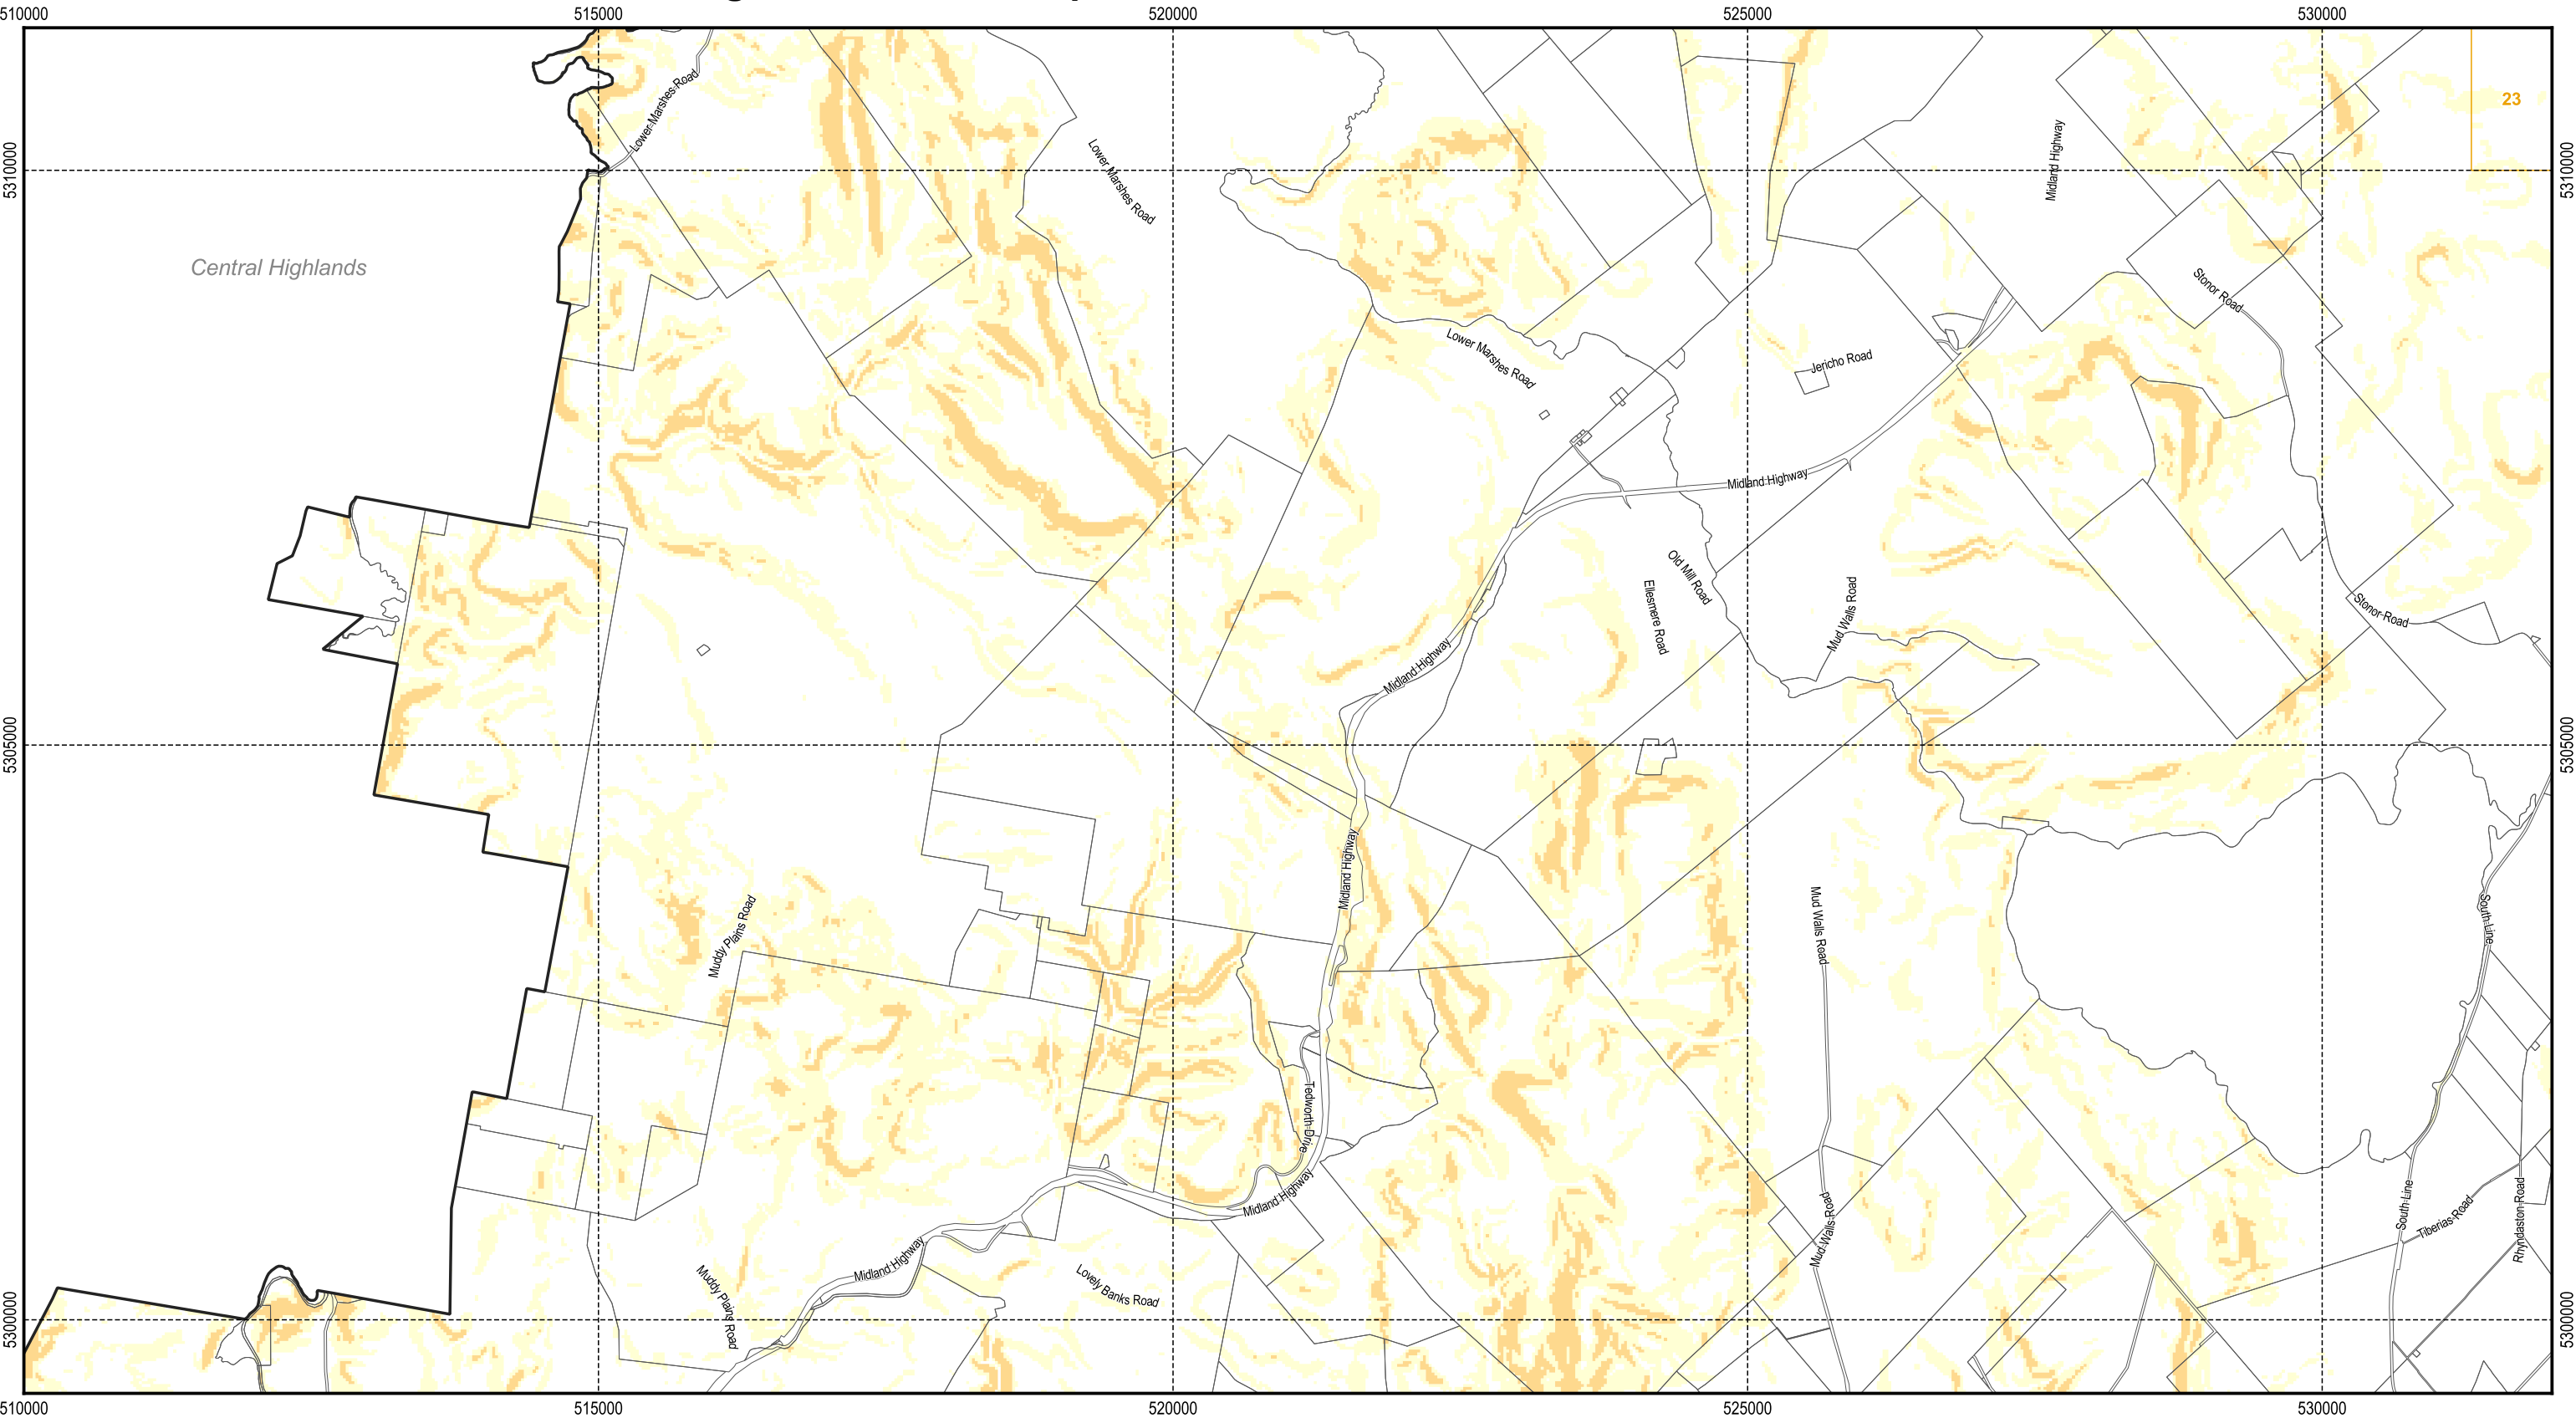 510000
515000
520000
525000
530000
Lower Marshes Road
23
5310000
Lower Marshes Road
Midland Highway
5310000
Central Highlands
Stonor Road
Lower Marshes Road
Jericho Road
Midland Highway
Old Mill Road
Ellesmere Road
Mud Walls Road
Stonor Road
Midland Highway
5305000
5305000
Midland Highway
Muddy Plains Road
Mud Walls Road
South Line
Tedworth Drive
Midland Highway
Mud Walls Road
South Line
Tiberias Road
Rhyndaston Road
Midland Highway
Muddy Plains Road
Lovely Banks Road
5300000
5300000
510000
515000
520000
525000
530000